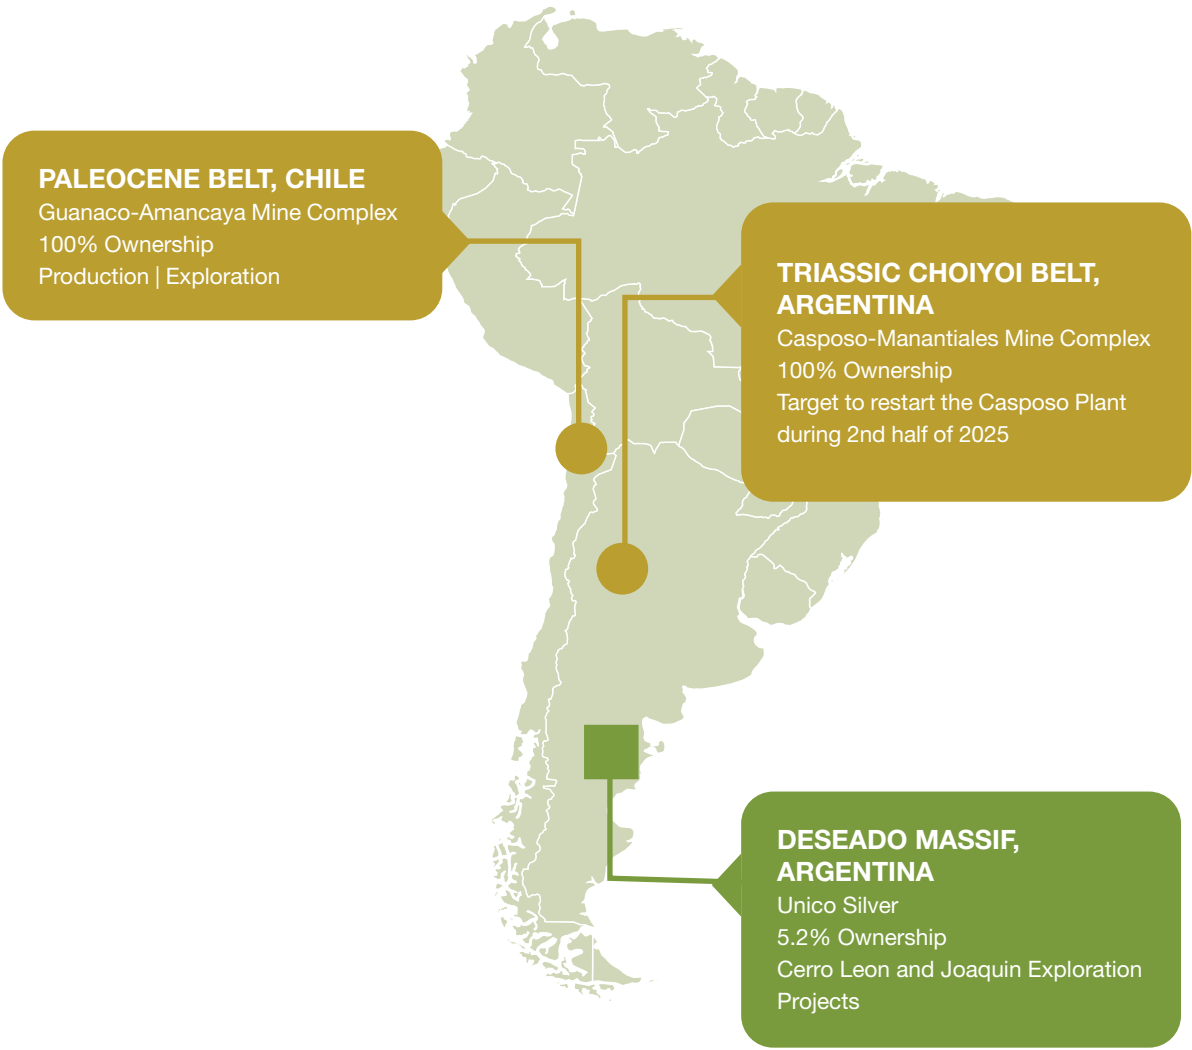 PALEOCENE BELT, CHILE
Guanaco-Amancaya Mine Complex
100% Ownership
Production | Exploration
TRIASSIC CHOIYOI BELT,
ARGENTINA
Casposo-Manantiales Mine Complex
100% Ownership
Target to restart the Casposo Plant
during 2nd half of 2025
DESEADO MASSIF,
ARGENTINA
Unico Silver
5.2% Ownership
Cerro Leon and Joaquin Exploration
Projects